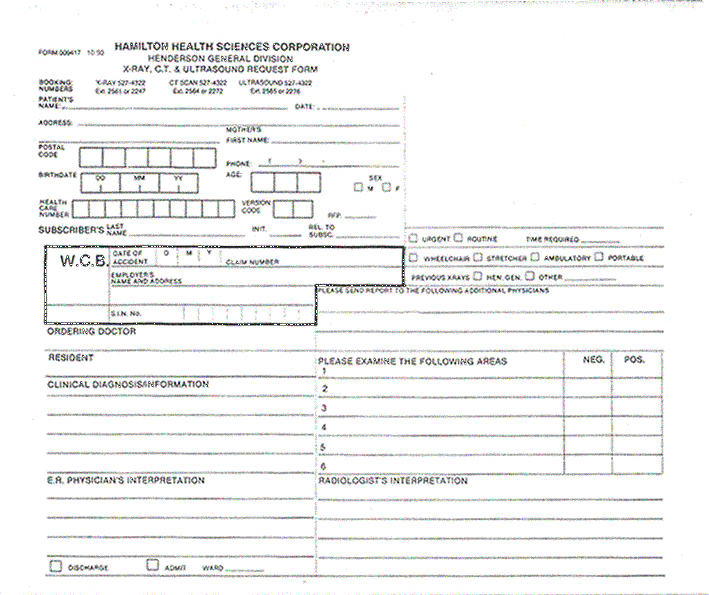 HAMILTON HEALTH SCIENCES CORPORATION
FORM 009417 10/93
HENDERSON GENERAL DIVISION
X-RAY, C.T. & ULTRASOUND REQUEST FORM
BOOKING: X-RAY 527-4322 CT SCAN 527-4322 ULTRASOUND 527-4322
NUMBERS Ext. 2561 or 2247 Ext. 2564 or 2272 Ext. 2565 or 2276
PATIENT'S
NAME: DATE:
ADDRESS:
MOTHER'S
FIRST NAME:
POSTAL
CODE
PHONE: ( ) -
BIRTHDATE DD MM YY AGE: SEX
M F
HEALTH
CARE
NUMBER
VERSION
CODE
RFP.
SUBSCRIBER'S LAST
NAME INIT. REL. TO
SUBSC.
URGENT ROUTINE TIME REQUIRED
W.C.B. DATE OF
ACCIDENT D M Y CLAIM NUMBER
WHEELCHAIR STRETCHER AMBULATORY PORTABLE
EMPLOYER'S
NAME AND ADDRESS
PREVIOUS XRAYS HEN. GEN. OTHER
PLEASE SEND REPORT TO THE FOLLOWING ADDITIONAL PHYSICIANS
S.I.N. No.
ORDERING DOCTOR
RESIDENT
PLEASE EXAMINE THE FOLLOWING AREAS NEG. POS.
1
2
3
4
5
6
CLINICAL DIAGNOSIS/INFORMATION
E.R. PHYSICIAN'S INTERPRETATION
RADIOLOGIST'S INTERPRETATION
DISCHARGE ADMIT WARD